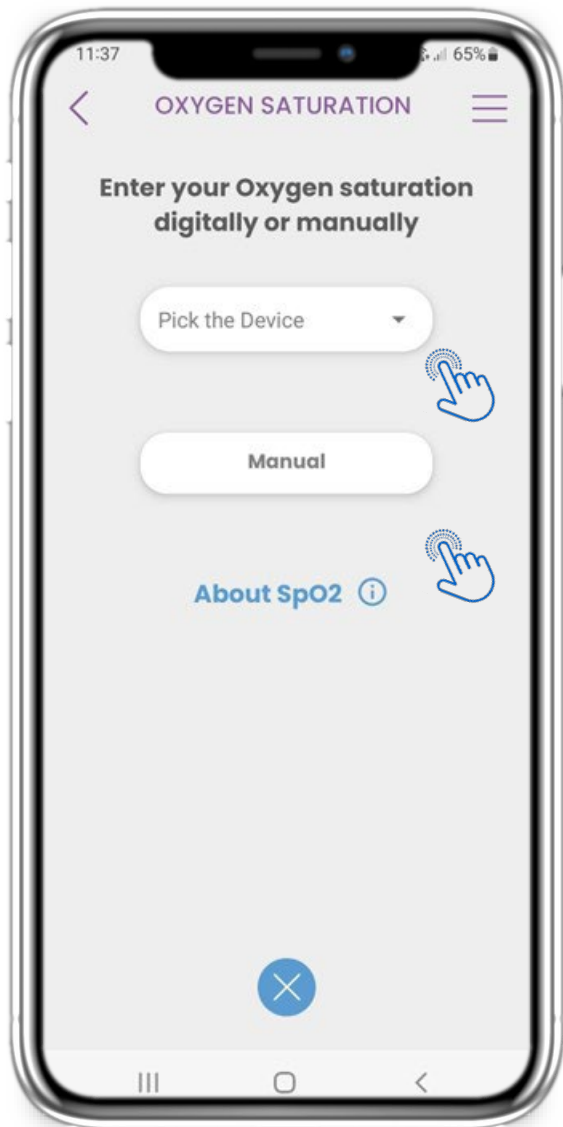 11:37
65%
OXYGEN SATURATION
Enter your Oxygen saturation
digitally or manually
Pick the Device
Manual
About SpO2